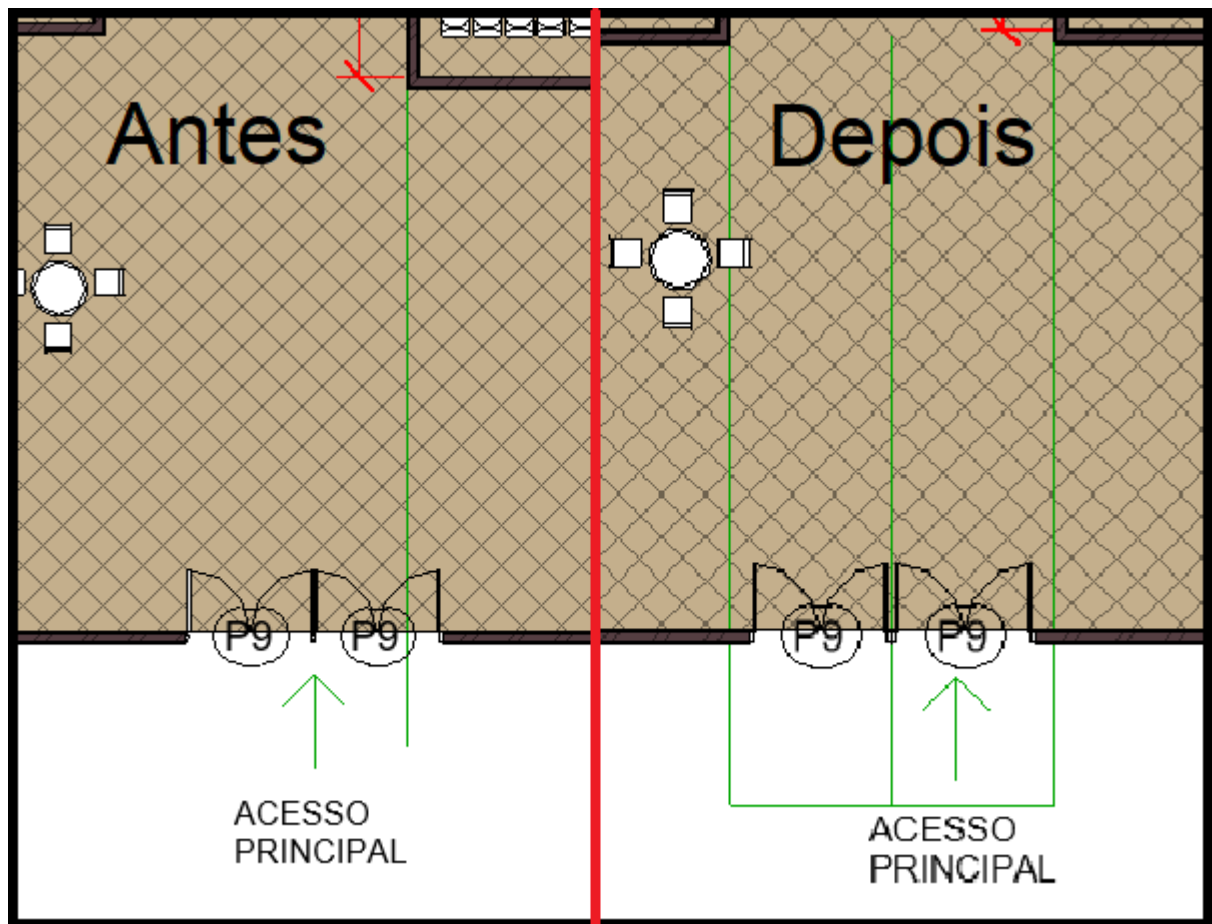 Antes
P9 P9
ACESSO
PRINCIPAL
Depois
P9 P9
ACESSO
PRINCIPAL